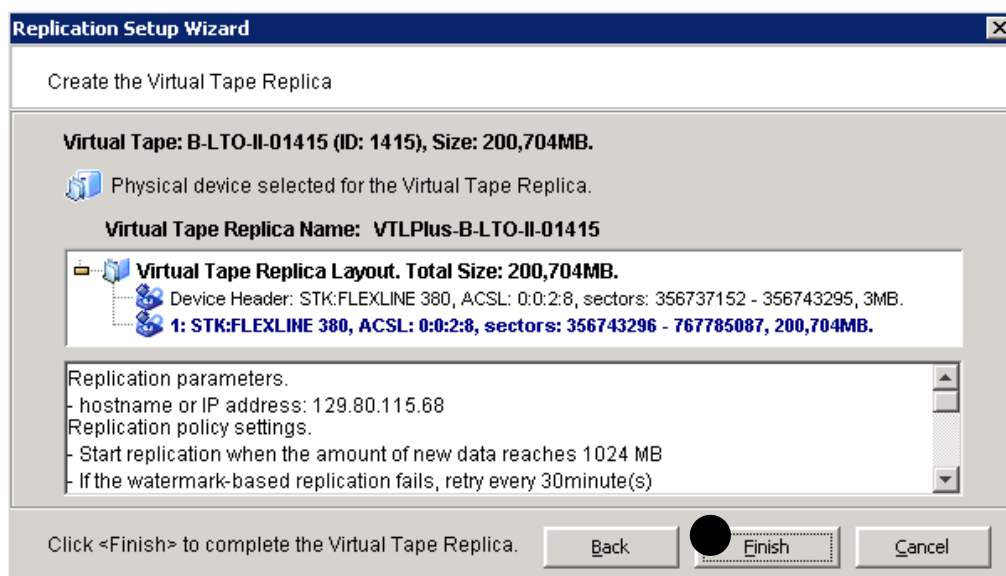 Replication Setup Wizard
Create the Virtual Tape Replica
Virtual Tape: B-LTO-II-01415 (ID: 1415), Size: 200,704MB.
Physical device selected for the Virtual Tape Replica.
Virtual Tape Replica Name: VTLPlus-B-LTO-II-01415
Virtual Tape Replica Layout. Total Size: 200,704MB.
Device Header: STK:FLEXLINE 380, ACSL: 0:0:2:8, sectors: 356737152 - 356743295, 3MB.
1: STK:FLEXLINE 380, ACSL: 0:0:2:8, sectors: 356743296 - 767785087, 200,704MB.
Replication parameters.
- hostname or IP address: 129.80.115.68
Replication policy settings.
- Start replication when the amount of new data reaches 1024 MB
- If the watermark-based replication fails, retry every 30minute(s)
Click <Finish> to complete the Virtual Tape Replica.
Back
Finish
Cancel